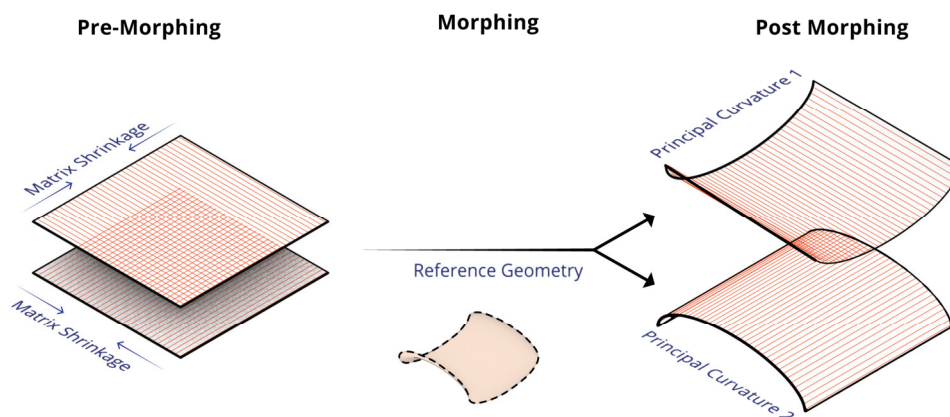 Pre-Morphing
Morphing
Post Morphing
Matrix Shrinkage
Principal Curvature 1
Reference Geometry
Matrix Shrinkage
Principal Curvature 2